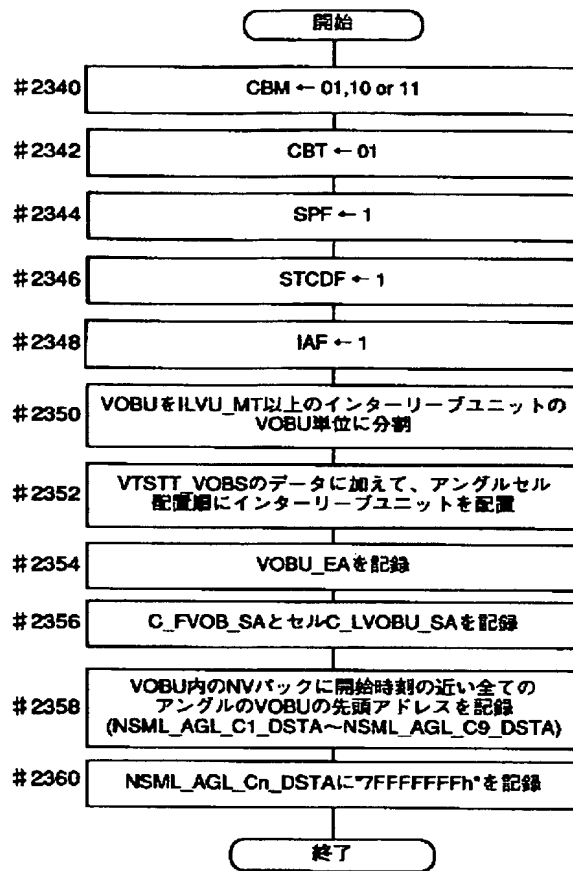 開始
#2340
CBM ← 01,10 or 11
#2342
CBT ← 01
#2344
SPF ← 1
#2346
STCDF ← 1
#2348
IAF ← 1
#2350
VOBUをILVU_MT以上のインターリーブユニットの
VOBU単位に分割
#2352
VTSTT_VOBSのデータに加えて、アングルセル
配置順にインターリーブユニットを配置
#2354
VOBU_EAを記録
#2356
C_FVOB_SAとセルC_LVOBU_SAを記録
#2358
VOBU内のNVパックに開始時刻の近い全ての
アングルのVOBUの先頭アドレスを記録
(NSML_AGL_C1_DSTA～NSML_AGL_C9_DSTA)
#2360
NSML_AGL_Cn_DSTAに"7FFFFFFFh"を記録
終了